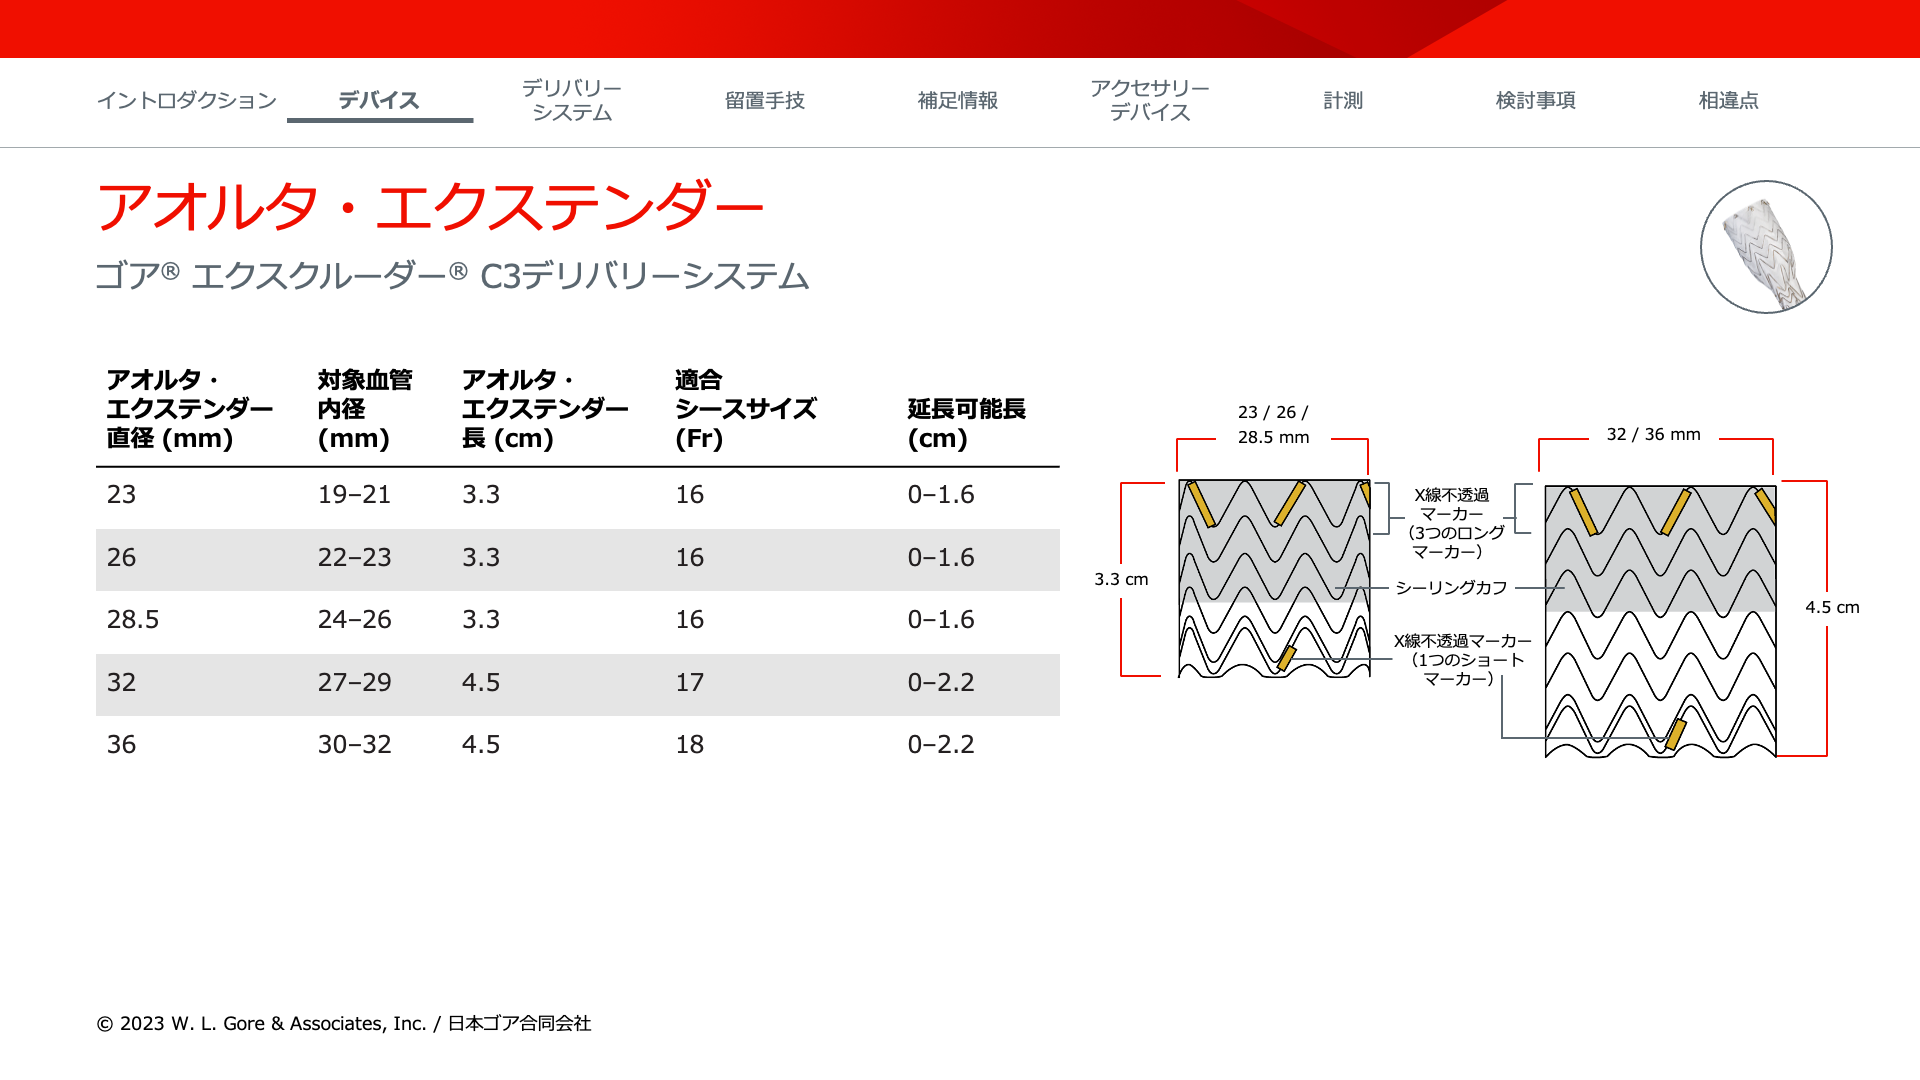 イントロダクション
デバイス
デリバリー
システム
留置手技
補足情報
アクセサリー
デバイス
計測
検討事項
相違点
アオルタ・エクステンダー
ゴア® エクスクルーダー® C3デリバリーシステム
アオルタ・
エクステンダー
直径 (mm)
対象血管
内径
(mm)
アオルタ・
エクステンダー
長 (cm)
適合
シースサイズ
(Fr)
延長可能長
(cm)
23 19–21 3.3 16 0–1.6
26 22–23 3.3 16 0–1.6
28.5 24–26 3.3 16 0–1.6
32 27–29 4.5 17 0–2.2
36 30–32 4.5 18 0–2.2
23 / 26 /
28.5 mm
32 / 36 mm
X線不透過
マーカー
（3つのロング
マーカー）
3.3 cm
シーリングカフ
4.5 cm
X線不透過マーカー
（1つのショート
マーカー）
© 2023 W. L. Gore & Associates, Inc. / 日本ゴア合同会社